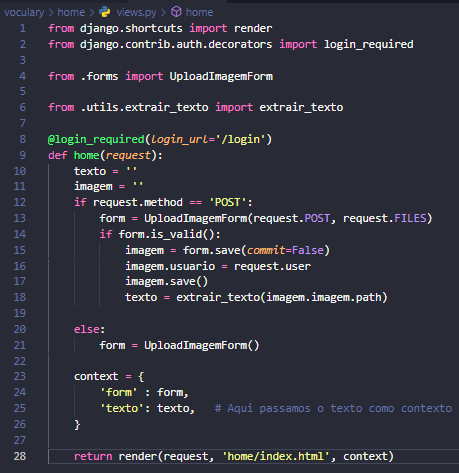 voculary > home > views.py > home
1 from django.shortcuts import render
2 from django.contrib.auth.decorators import login_required
3
4 from .forms import UploadImagemForm
5
6 from .utils.extrair_texto import extrair_texto
7
8 @login_required(login_url='/login')
9 def home(request):
10     texto = ''
11     imagem = ''
12     if request.method == 'POST':
13         form = UploadImagemForm(request.POST, request.FILES)
14         if form.is_valid():
15             imagem = form.save(commit=False)
16             imagem.usuario = request.user
17             imagem.save()
18             texto = extrair_texto(imagem.imagem.path)
19
20     else:
21         form = UploadImagemForm()
22
23     context = {
24         'form' : form,
25         'texto': texto,   # Aqui passamos o texto como contexto
26     }
27
28     return render(request, 'home/index.html', context)